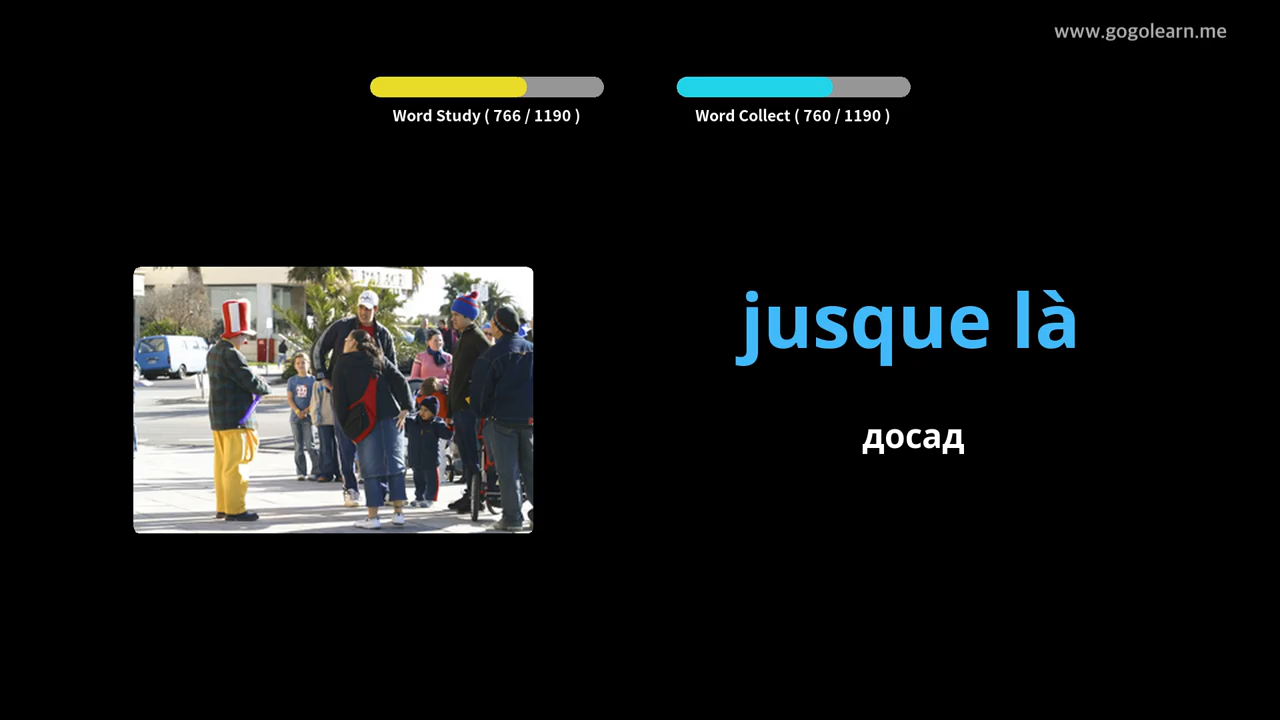 www.gogolearn.me
Word Study ( 766 / 1190 )
Word Collect ( 760 / 1190 )
jusque là
досад